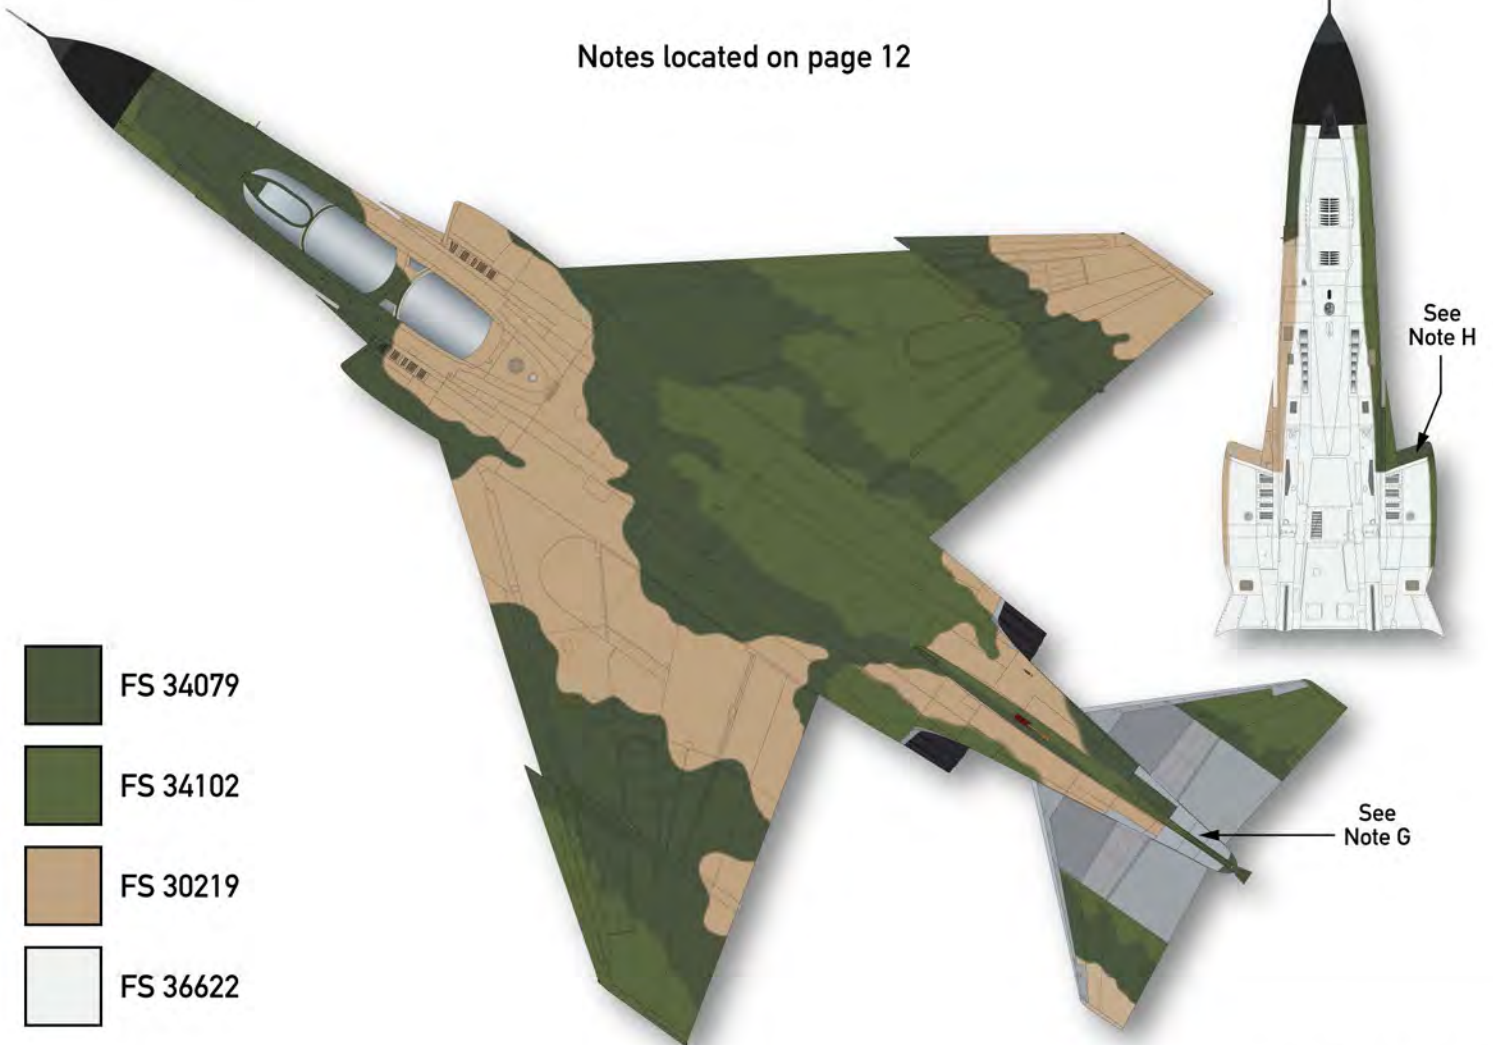 Notes located on page 12
See
Note H
FS 34079
FS 34102
FS 30219
FS 36622
See
Note G